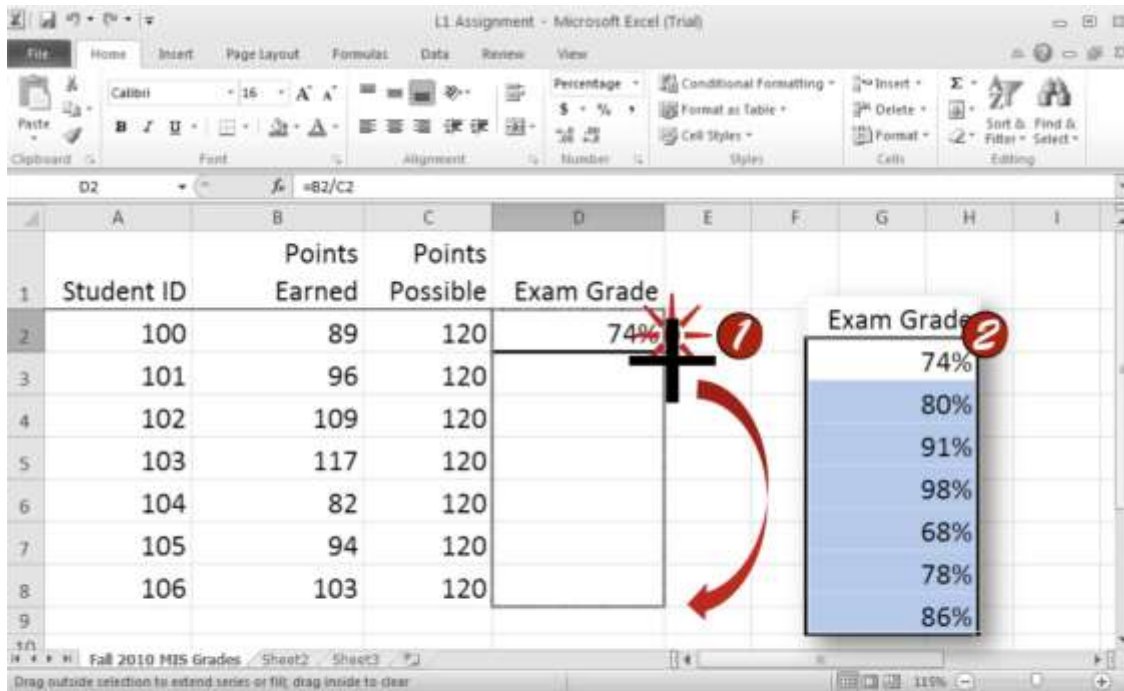 L1 Assignment - Microsoft Excel (Trial)
File Home Insert Page Layout Formulas Data Review View
Paste
Calibri 16 A A
B I U A
Percentage
$ % ,
Conditional Formatting
Format as Table
Cell Styles
Insert
Delete
Format
Σ
Sort & Filter
Find & Select
Clipboard Font Alignment Number Styles Cells Editing
D2 fx =B2/C2
A B C D E F G H I
1 Student ID Points Earned Points Possible Exam Grade
2 100 89 120 74%
3 101 96 120
4 102 109 120
5 103 117 120
6 104 82 120
7 105 94 120
8 106 103 120
9
10
1
Exam Grade
2
74%
80%
91%
98%
68%
78%
86%
Fall 2010 MIS Grades Sheet2 Sheet3
Drag outside selection to extend series or fill; drag inside to clear 115%